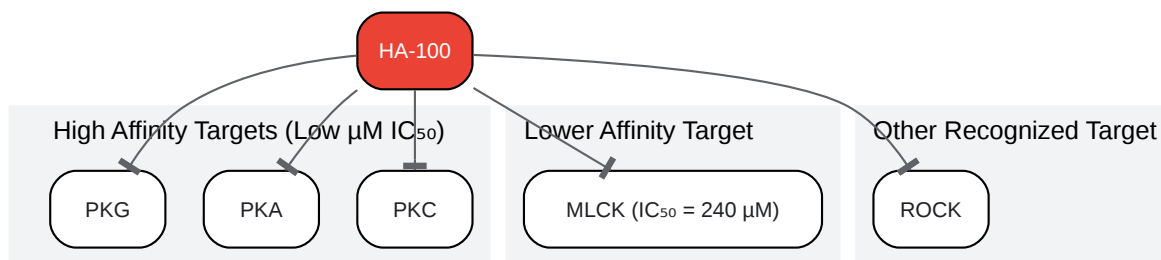 HA-100
High Affinity Targets (Low µM IC₅₀)
Lower Affinity Target
Other Recognized Target
PKG
PKA
PKC
MLCK (IC₅₀ = 240 µM)
ROCK